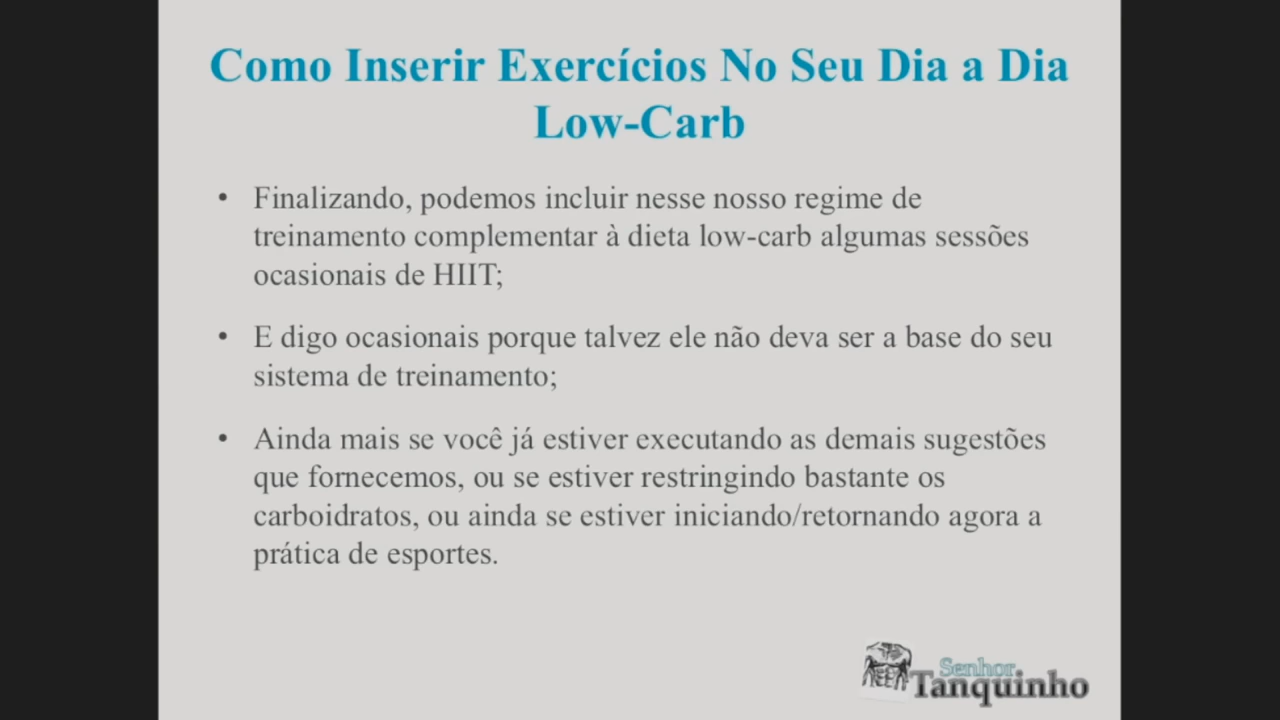 Como Inserir Exercícios No Seu Dia a Dia
Low-Carb
• Finalizando, podemos incluir nesse nosso regime de
treinamento complementar à dieta low-carb algumas sessões
ocasionais de HIIT;
• E digo ocasionais porque talvez ele não deva ser a base do seu
sistema de treinamento;
• Ainda mais se você já estiver executando as demais sugestões
que fornecemos, ou se estiver restringindo bastante os
carboidratos, ou ainda se estiver iniciando/retornando agora a
prática de esportes.
Senhor
Tanquinho